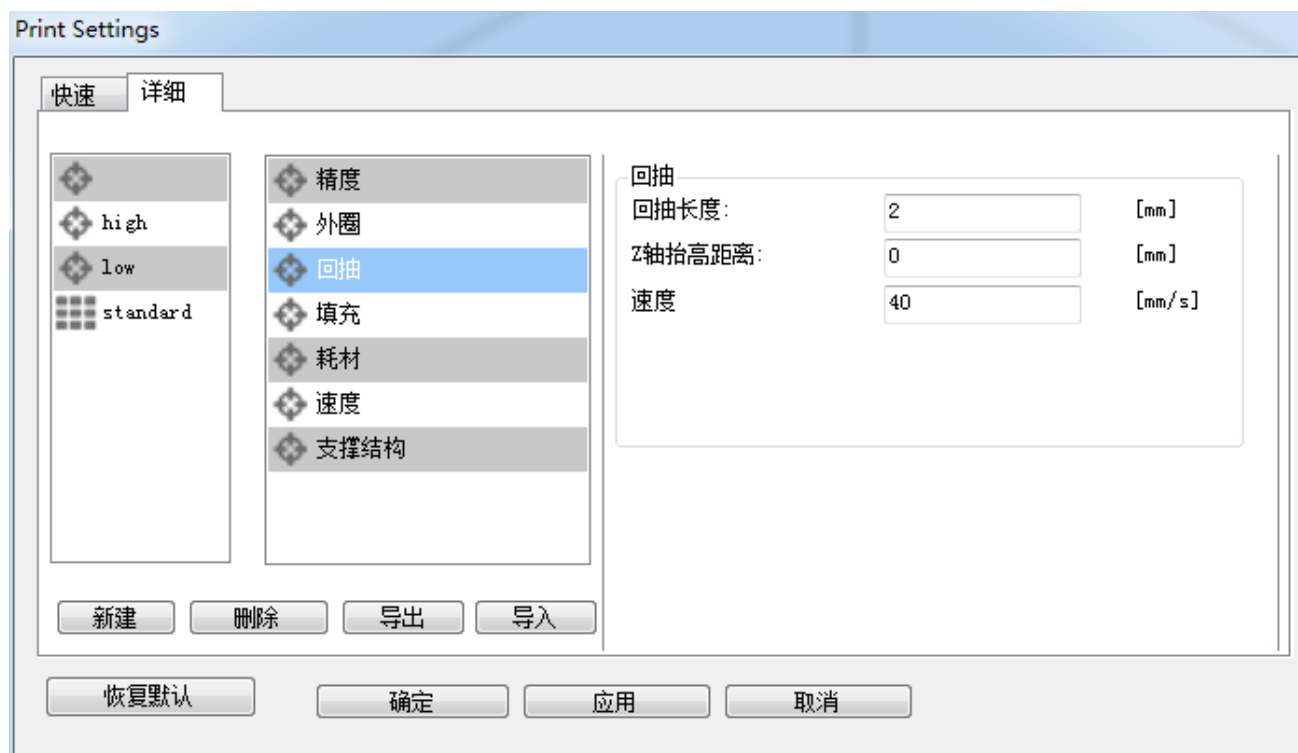 Print Settings
快速
详细
high
low
standard
精度
外圈
回抽
填充
耗材
速度
支撑结构
回抽
回抽长度: 2 [mm]
Z轴抬高距离: 0 [mm]
速度 40 [mm/s]
新建
删除
导出
导入
恢复默认
确定
应用
取消